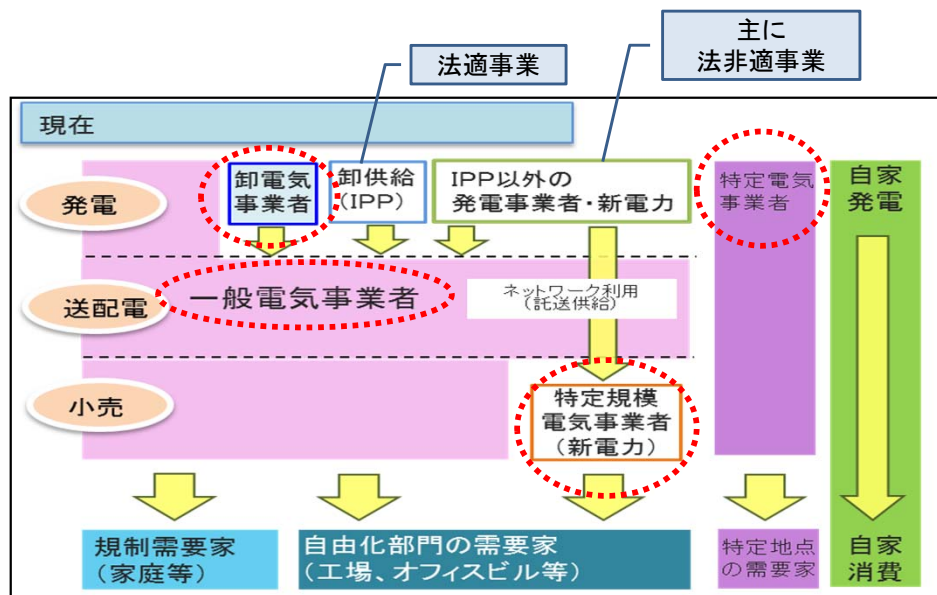 主に
法非適事業
法適事業
現在
発電
卸電気
事業者
卸供給
(IPP)
IPP以外の
発電事業者・新電力
特定電気
事業者
自家
発電
送配電
一般電気事業者
ネットワーク利用
(託送供給)
小売
特定規模
電気事業者
(新電力)
規制需要家
(家庭等)
自由化部門の需要家
(工場、オフィスビル等)
特定地点
の需要家
自家
消費